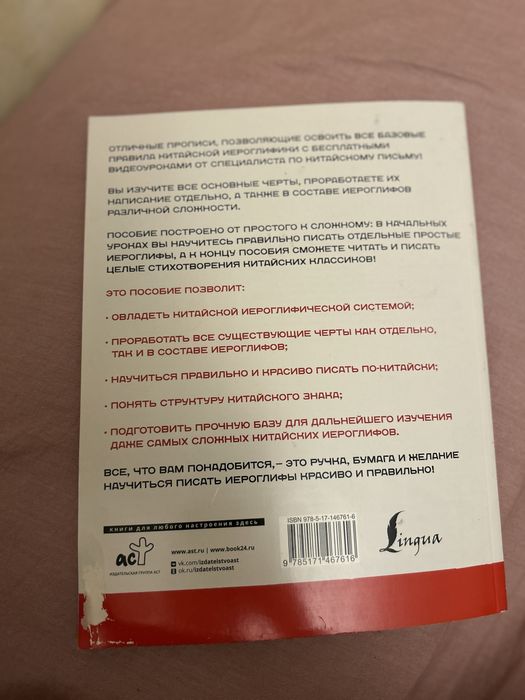 ОТЛИЧНЫЕ ПРОПИСИ, ПОЗВОЛЯЮЩИЕ ОСВОИТЬ ВСЕ БАЗОВЫЕ
ПРАВИЛА КИТАЙСКОЙ ИЕРОГЛИФИКИ С БЕСПЛАТНЫМИ
ВИДЕОУРОКАМИ ОТ СПЕЦИАЛИСТА ПО КИТАЙСКОМУ ПИСЬМУ!
ВЫ ИЗУЧИТЕ ВСЕ ОСНОВНЫЕ ЧЕРТЫ, ПРОРАБОТАЕТЕ ИХ
НАПИСАНИЕ ОТДЕЛЬНО, А ТАКЖЕ В СОСТАВЕ ИЕРОГЛИФОВ
РАЗЛИЧНОЙ СЛОЖНОСТИ.
ПОСОБИЕ ПОСТРОЕНО ОТ ПРОСТОГО К СЛОЖНОМУ: В НАЧАЛЬНЫХ
УРОКАХ ВЫ НАУЧИТЕСЬ ПРАВИЛЬНО ПИСАТЬ ОТДЕЛЬНЫЕ ПРОСТЫЕ
ИЕРОГЛИФЫ, А К КОНЦУ ПОСОБИЯ СМОЖЕТЕ ЧИТАТЬ И ПИСАТЬ
ЦЕЛЫЕ СТИХОТВОРЕНИЯ КИТАЙСКИХ КЛАССИКОВ!
ЭТО ПОСОБИЕ ПОЗВОЛИТ:
• ОВЛАДЕТЬ КИТАЙСКОЙ ИЕРОГЛИФИЧЕСКОЙ СИСТЕМОЙ;
• ПРОРАБОТАТЬ ВСЕ СУЩЕСТВУЮЩИЕ ЧЕРТЫ КАК ОТДЕЛЬНО,
ТАК И В СОСТАВЕ ИЕРОГЛИФОВ;
• НАУЧИТЬСЯ ПРАВИЛЬНО И КРАСИВО ПИСАТЬ ПО-КИТАЙСКИ;
• ПОНЯТЬ СТРУКТУРУ КИТАЙСКОГО ЗНАКА;
• ПОДГОТОВИТЬ ПРОЧНУЮ БАЗУ ДЛЯ ДАЛЬНЕЙШЕГО ИЗУЧЕНИЯ
ДАЖЕ САМЫХ СЛОЖНЫХ КИТАЙСКИХ ИЕРОГЛИФОВ.
ВСЕ, ЧТО ВАМ ПОНАДОБИТСЯ,– ЭТО РУЧКА, БУМАГА И ЖЕЛАНИЕ
НАУЧИТЬСЯ ПИСАТЬ ИЕРОГЛИФЫ КРАСИВО И ПРАВИЛЬНО!
книги для любого настроения здесь
аст
ИЗДАТЕЛЬСКАЯ ГРУППА АСТ
www.ast.ru | www.book24.ru
vk.com/izdatelstvoast
ok.ru/izdatelstvoast
ISBN 978-5-17-146761-6
9 785171 467616
Lingua